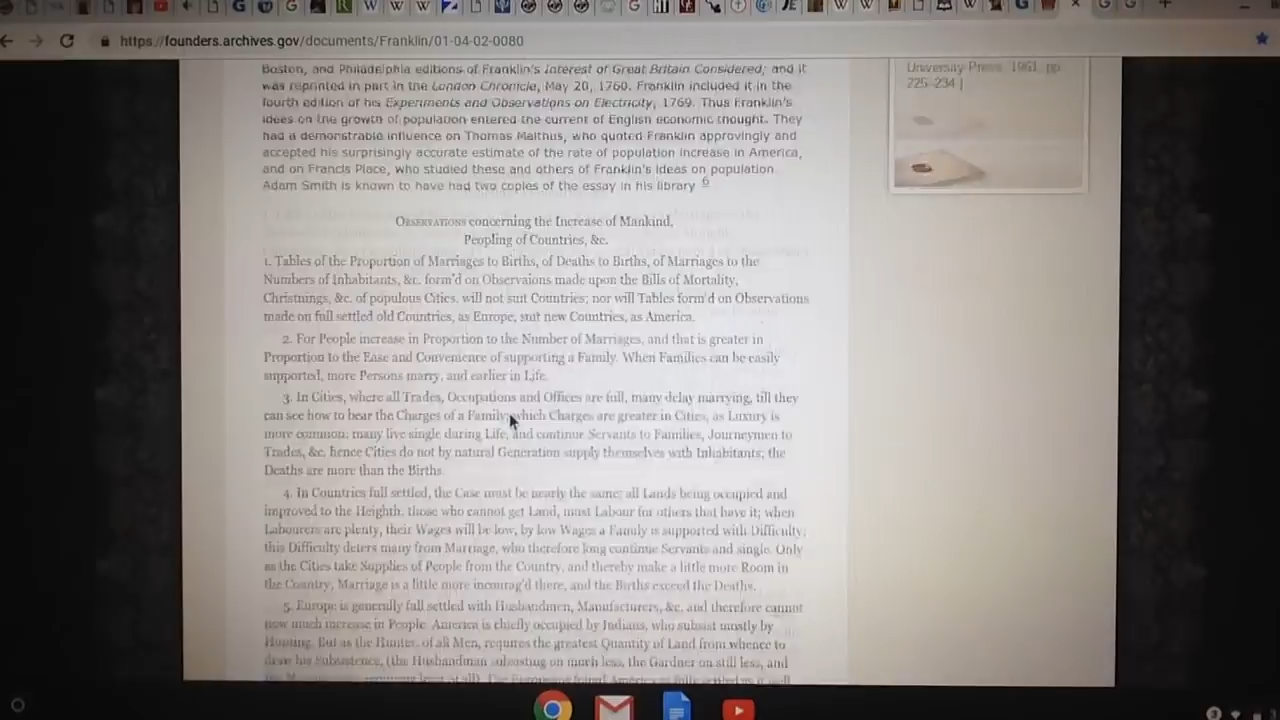 https://founders.archives.gov/documents/Franklin/01-04-02-0080
Boston, and Philadelphia editions of Franklin's Interest of Great Britain Considered; and it
was reprinted in part in the London Chronicle, May 20, 1760. Franklin included it in the
fourth edition of his Experiments and Observations on Electricity, 1769. Thus Franklin's
ideas on the growth of population entered the current of English economic thought. They
had a demonstrable influence on Thomas Malthus, who quoted Franklin approvingly and
accepted his surprisingly accurate estimate of the rate of population increase in America,
and on Francis Place, who studied these and others of Franklin's ideas on population
Adam Smith is known to have had two copies of the essay in his library 6
University Press, 1961, pp.
225–234.]
OBSERVATIONS concerning the Increase of Mankind,
Peopling of Countries, &c.
1. Tables of the Proportion of Marriages to Births, of Deaths to Births, of Marriages to the
Numbers of Inhabitants, &c. form'd on Observaions made upon the Bills of Mortality,
Christnings, &c. of populous Cities, will not suit Countries; nor will Tables form'd on Observations
made on full settled old Countries, as Europe, suit new Countries, as America.
2. For People increase in Proportion to the Number of Marriages, and that is greater in
Proportion to the Ease and Convenience of supporting a Family. When Families can be easily
supported, more Persons marry, and earlier in Life.
3. In Cities, where all Trades, Occupations and Offices are full, many delay marrying, till they
can see how to bear the Charges of a Family; which Charges are greater in Cities, as Luxury is
more common: many live single during Life, and continue Servants to Families, Journeymen to
Trades, &c. hence Cities do not by natural Generation supply themselves with Inhabitants; the
Deaths are more than the Births.
4. In Countries full settled, the Case must be nearly the same; all Lands being occupied and
improved to the Heighth: those who cannot get Land, must Labour for others that have it; when
Labourers are plenty, their Wages will be low; by low Wages a Family is supported with Difficulty;
this Difficulty deters many from Marriage, who therefore long continue Servants and single. Only
as the Cities take Supplies of People from the Country, and thereby make a little more Room in
the Country; Marriage is a little more incourag'd there, and the Births exceed the Deaths.
5. Europe is generally full settled with Husbandmen, Manufacturers, &c. and therefore cannot
now much increase in People: America is chiefly occupied by Indians, who subsist mostly by
Hunting. But as the Hunter, of all Men, requires the greatest Quantity of Land from whence to
draw his Subsistence, (the Husbandman subsisting on much less, the Gardner on still less, and